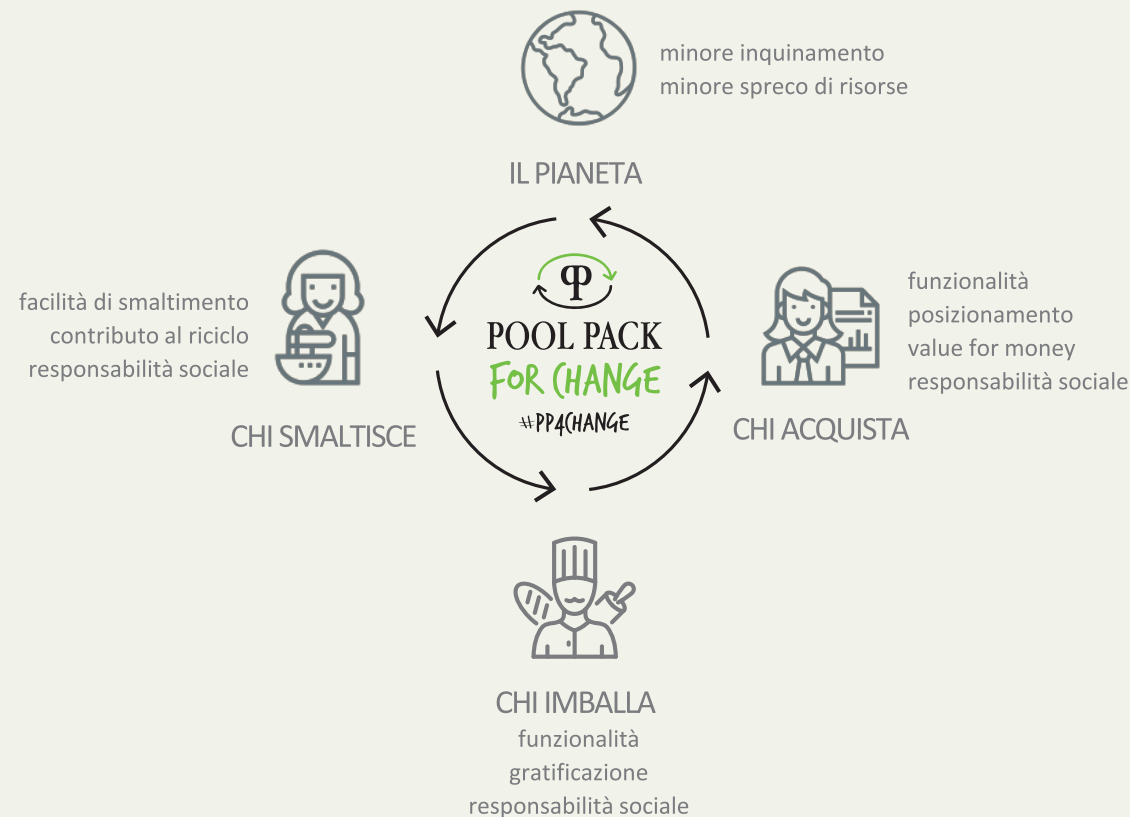 minore inquinamento
minore spreco di risorse
IL PIANETA
facilità di smaltimento
contributo al riciclo
responsabilità sociale
CHI SMALTISCE
POOL PACK
FOR CHANGE
#PP4CHANGE
funzionalità
posizionamento
value for money
responsabilità sociale
CHI ACQUISTA
CHI IMBALLA
funzionalità
gratificazione
responsabilità sociale